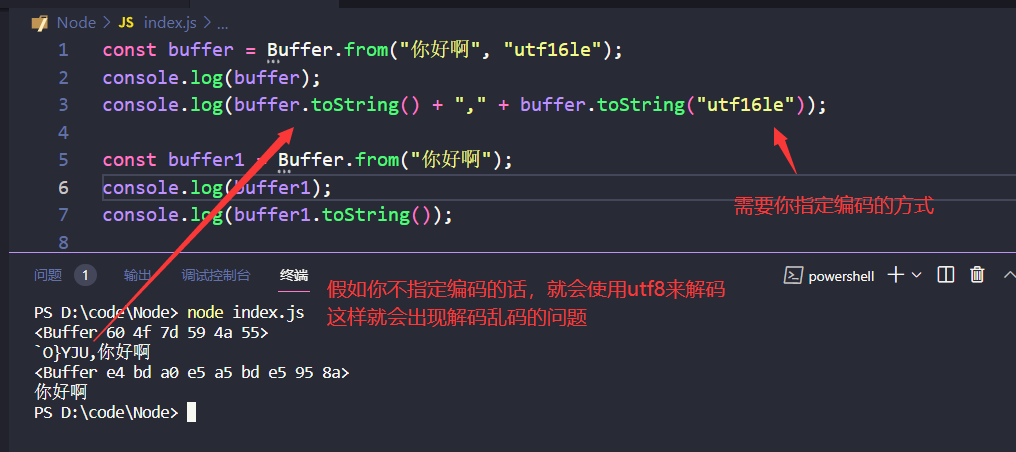 Node > JS index.js > ...
1 const buffer = Buffer.from("你好啊", "utf16le");
2 console.log(buffer);
3 console.log(buffer.toString() + "," + buffer.toString("utf16le"));
4
5 const buffer1 = Buffer.from("你好啊");
6 console.log(buffer1);
7 console.log(buffer1.toString());
8
需要你指定编码的方式
问题 1 输出 调试控制台 终端 powershell
假如你不指定编码的话，就会使用utf8来解码
这样就会出现解码乱码的问题
PS D:\code\Node> node index.js
<Buffer 60 4f 7d 59 4a 55>
`O}YJU,你好啊
<Buffer e4 bd a0 e5 a5 bd e5 95 8a>
你好啊
PS D:\code\Node>